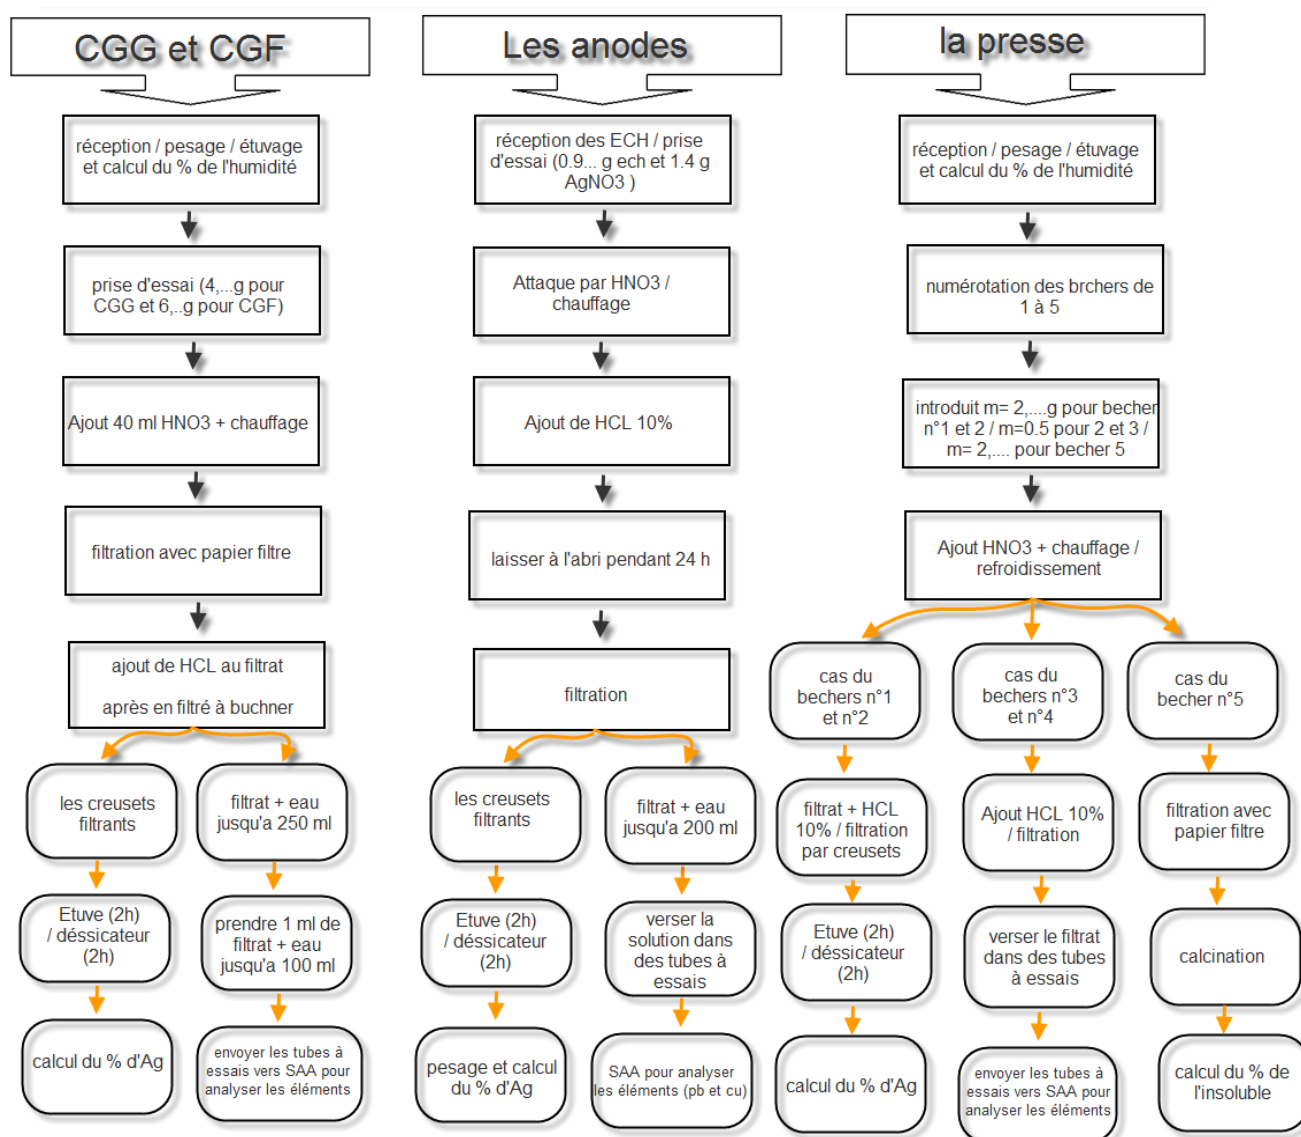 CGG et CGF
réception / pesage / étuvage
et calcul du % de l'humidité
prise d'essai (4,...g pour
CGG et 6,..g pour CGF)
Ajout 40 ml HNO3 + chauffage
filtration avec papier filtre
ajout de HCL au filtrat
après en filtré à buchner
les creusets
filtrants
Etuve (2h)
/ déssicateur
(2h)
calcul du % d'Ag
filtrat + eau
jusqu'a 250 ml
prendre 1 ml de
filtrat + eau
jusqu'a 100 ml
envoyer les tubes à
essais vers SAA pour
analyser les éléments
Les anodes
réception des ECH / prise
d'essai (0.9... g ech et 1.4 g
AgNO3 )
Attaque par HNO3 /
chauffage
Ajout de HCL 10%
laisser à l'abri pendant 24 h
filtration
les creusets
filtrants
Etuve (2h)
/ déssicateur
(2h)
pesage et calcul
du % d'Ag
filtrat + eau
jusqu'a 200 ml
verser la
solution dans
des tubes à
essais
SAA pour analyser
les éléments (pb et cu)
la presse
réception / pesage / étuvage
et calcul du % de l'humidité
numérotation des brchers de
1 à 5
introduit m= 2,....g pour becher
n°1 et 2 / m=0.5 pour 2 et 3 /
m= 2,.... pour becher 5
Ajout HNO3 + chauffage /
refroidissement
cas du
bechers n°1
et n°2
filtrat + HCL
10% / filtration
par creusets
Etuve (2h)
/ déssicateur
(2h)
calcul du % d'Ag
cas du
bechers n°3
et n°4
Ajout HCL 10%
/ filtration
verser le filtrat
dans des tubes
à essais
envoyer les tubes à
essais vers SAA pour
analyser les éléments
cas du
becher n°5
filtration avec
papier filtre
calcination
calcul du % de
l'insoluble